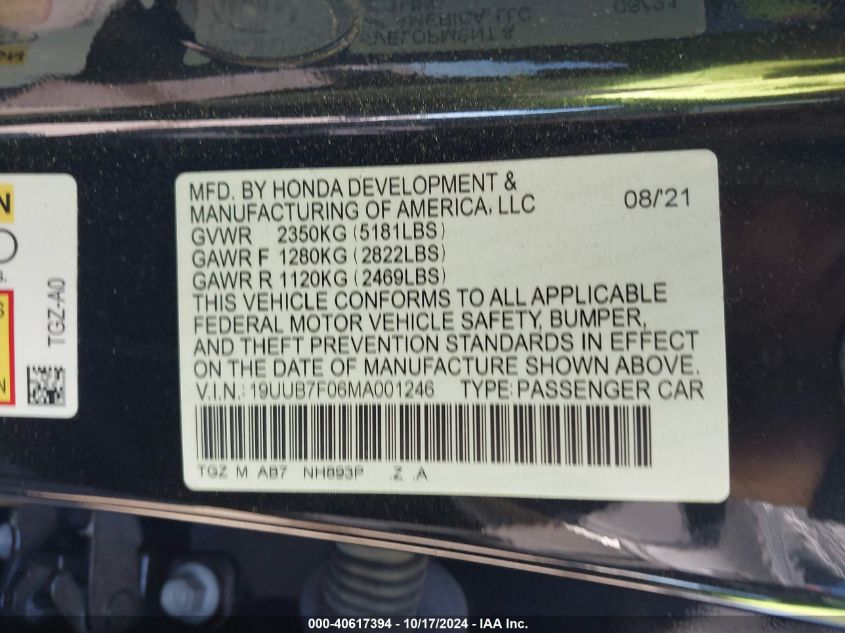 MFD. BY HONDA DEVELOPMENT &
MANUFACTURING OF AMERICA, LLC 08/'21
GVWR 2350KG (5181LBS)
GAWR F 1280KG (2822LBS)
GAWR R 1120KG (2469LBS)
THIS VEHICLE CONFORMS TO ALL APPLICABLE
FEDERAL MOTOR VEHICLE SAFETY, BUMPER,
AND THEFT PREVENTION STANDARDS IN EFFECT
ON THE DATE OF MANUFACTURE SHOWN ABOVE.
V.I.N.: 19UUB7F06MA001246 TYPE: PASSENGER CAR
TGZ M AB7 NH893P Z A
TGZ-A0
000-40617394 - 10/17/2024 - IAA Inc.